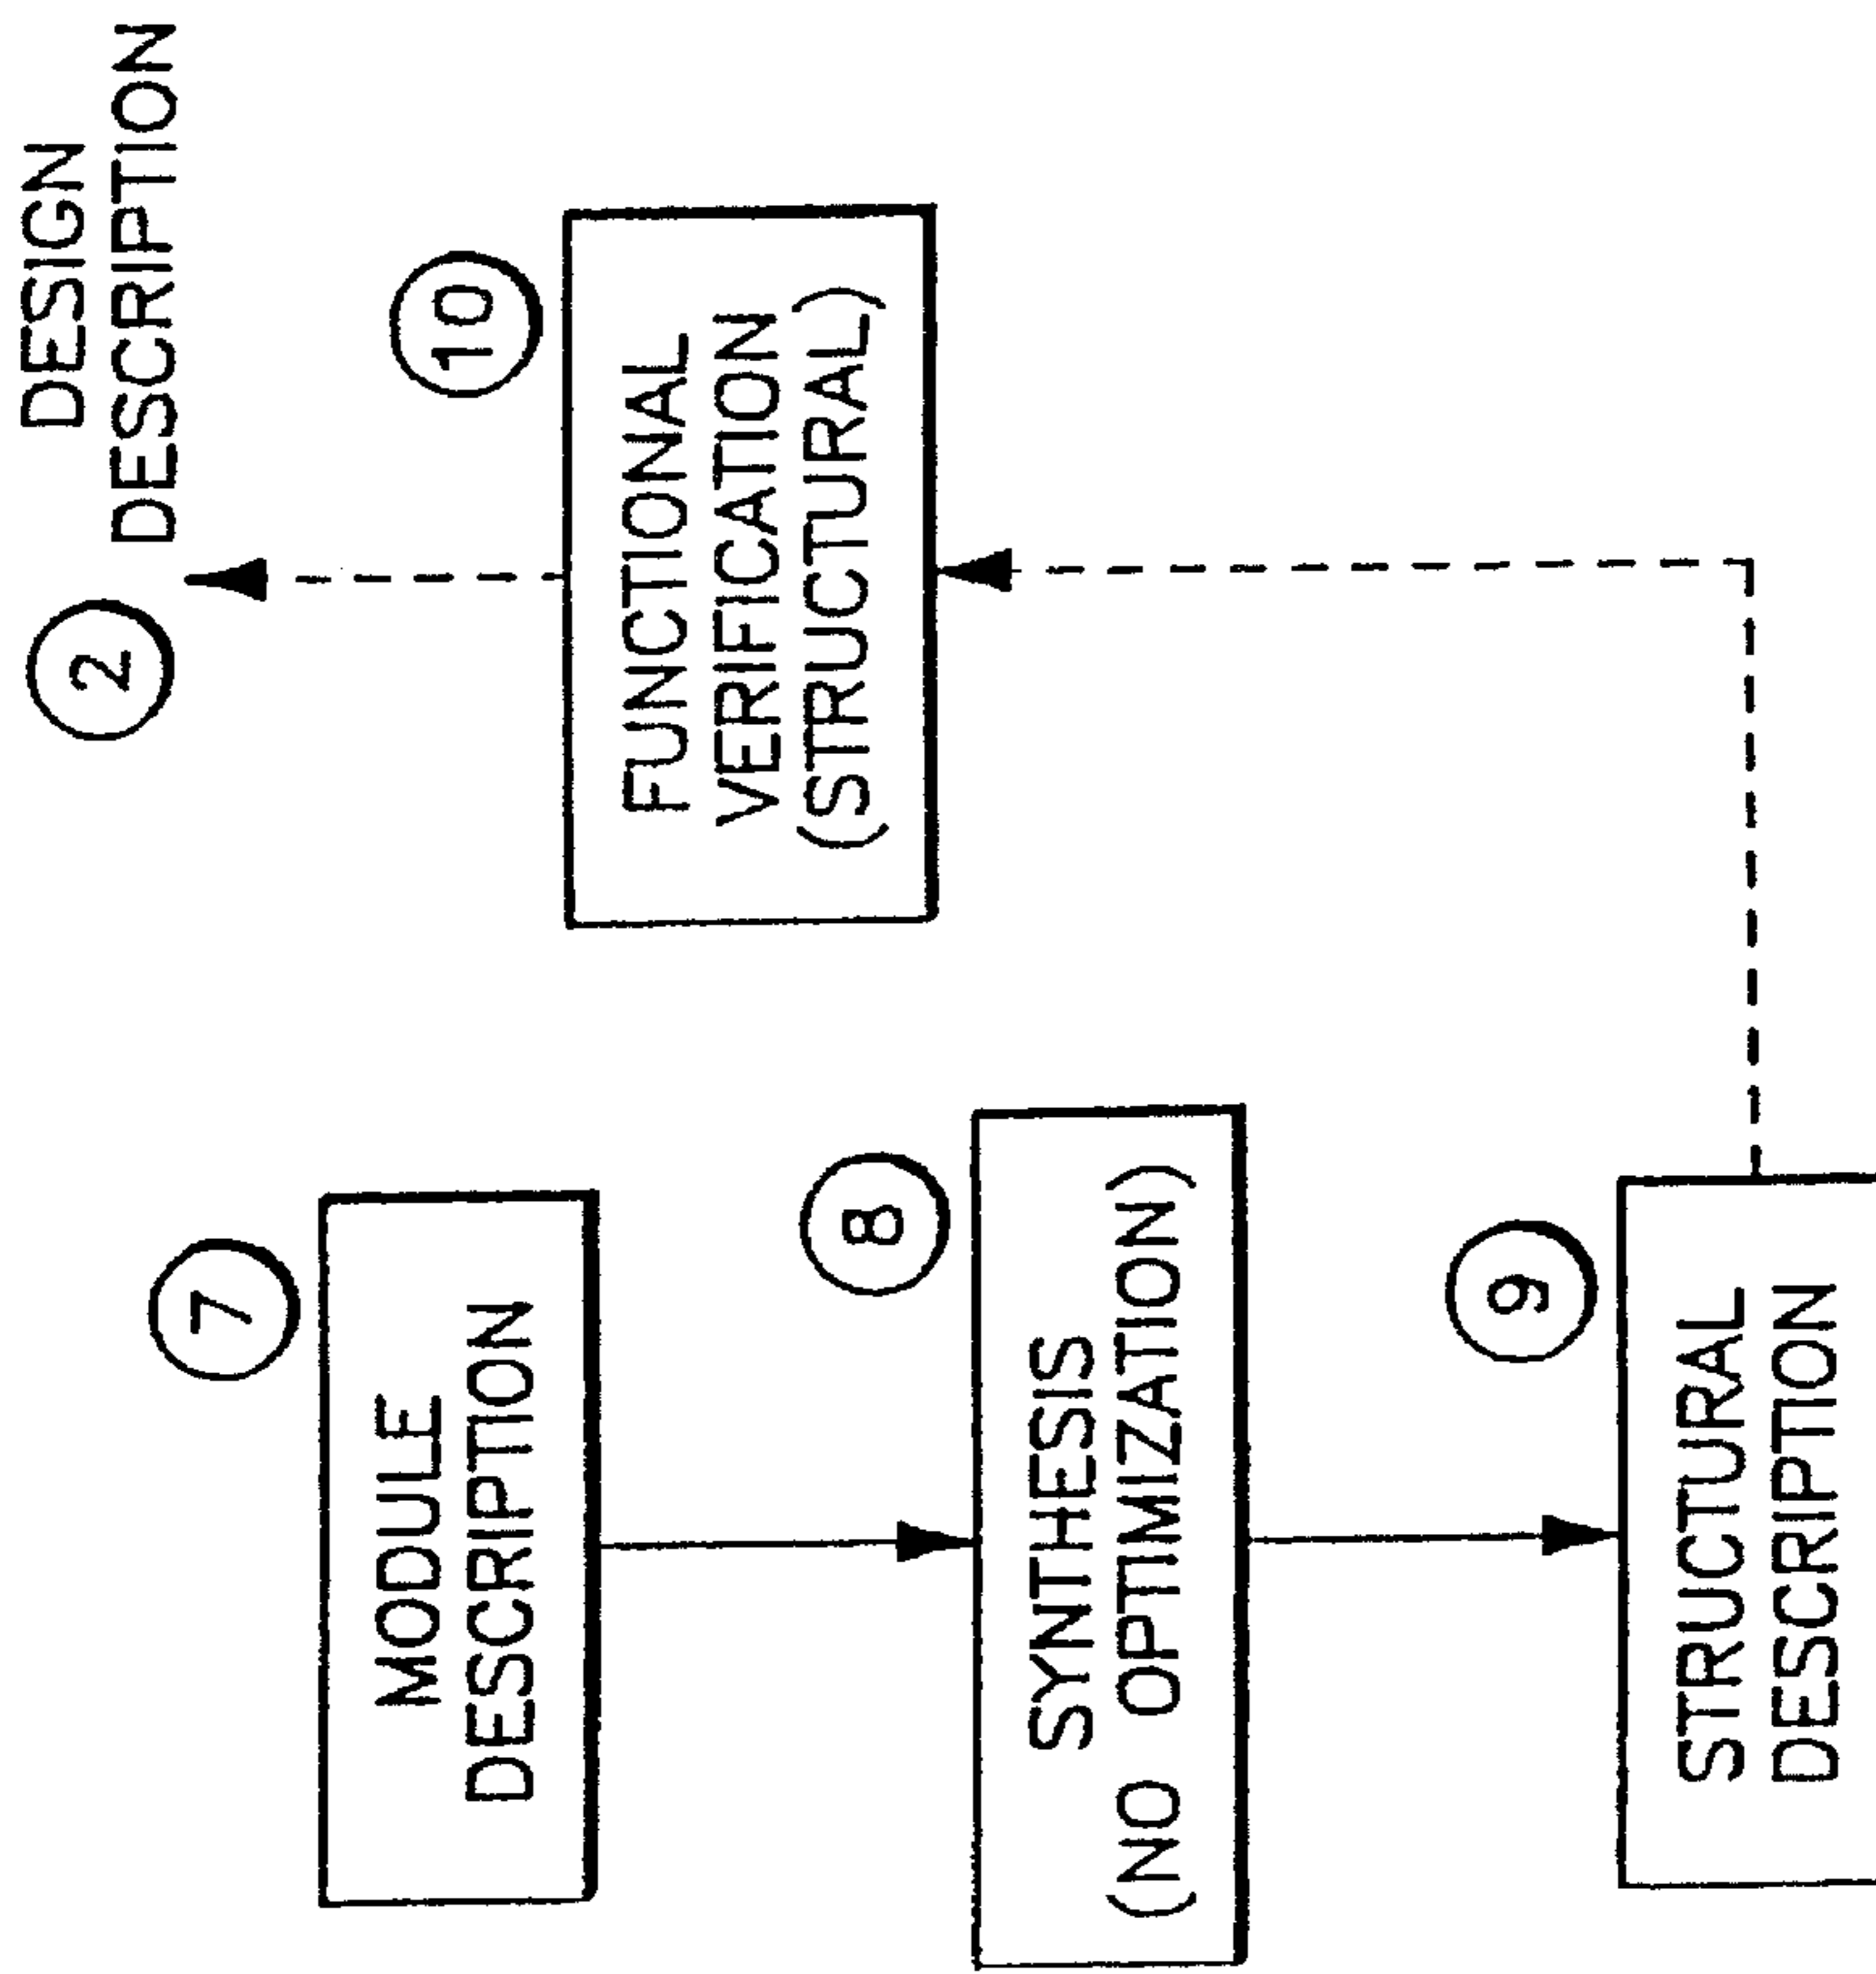 2
DESIGN
DESCRIPTION
10
FUNCTIONAL
VERIFICATION
(STRUCTURAL)
7
MODULE
DESCRIPTION
8
SYNTHESIS
(NO OPTIMIZATION)
9
STRUCTURAL
DESCRIPTION